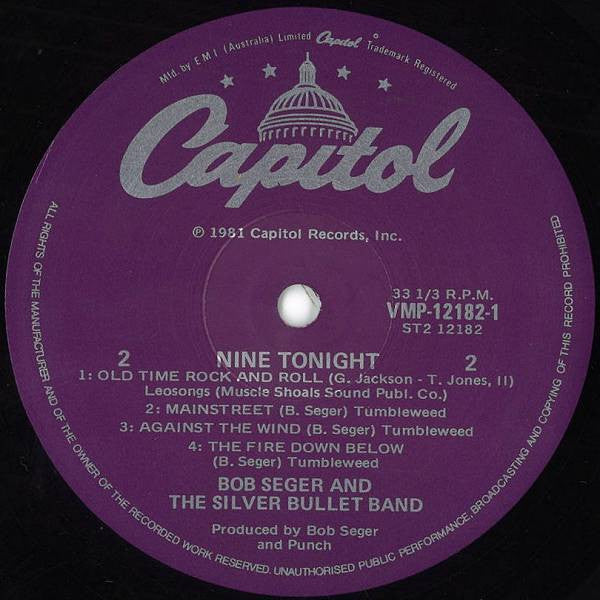 Mfd. by E M I (Australia) Limited Capitol ® Trademark Registered
Capitol
℗ 1981 Capitol Records, Inc.
33 1/3 R.P.M.
VMP-12182-1
ST2 12182
2 NINE TONIGHT 2
1: OLD TIME ROCK AND ROLL (G. Jackson - T. Jones, II)
Leosongs (Muscle Shoals Sound Publ. Co.)
2: MAINSTREET (B. Seger) Tumbleweed
3: AGAINST THE WIND (B. Seger) Tumbleweed
4: THE FIRE DOWN BELOW
(B. Seger) Tumbleweed
BOB SEGER AND
THE SILVER BULLET BAND
Produced by Bob Seger
and Punch
ALL RIGHTS OF THE MANUFACTURER AND OF THE OWNER OF THE RECORDED WORK RESERVED. UNAUTHORISED PUBLIC PERFORMANCE, BROADCASTING AND COPYING OF THIS RECORD PROHIBITED